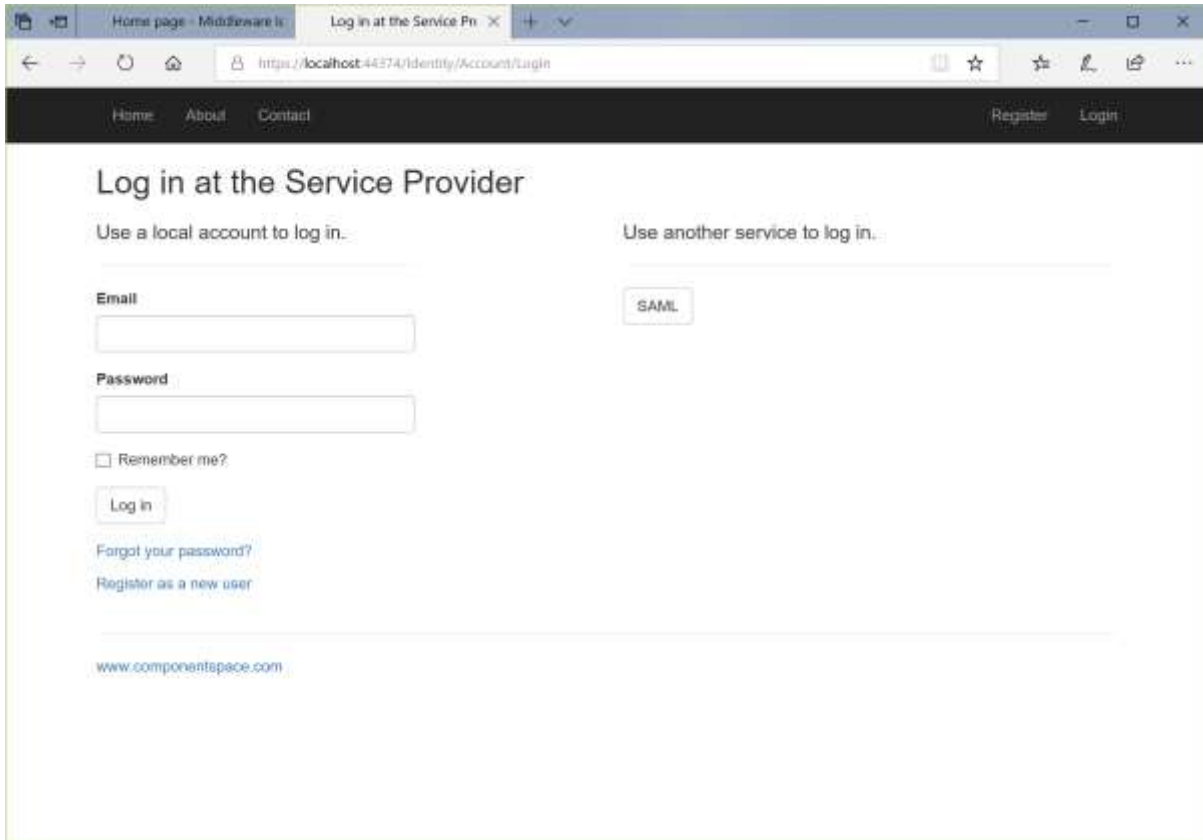 Home page - Middleware Is
Log in at the Service Pro
https://localhost:44374/Identity/Account/Login
Home About Contact Register Login
Log in at the Service Provider
Use a local account to log in.
Use another service to log in.
Email
SAML
Password
Remember me?
Log in
Forgot your password?
Register as a new user
www.componentspace.com